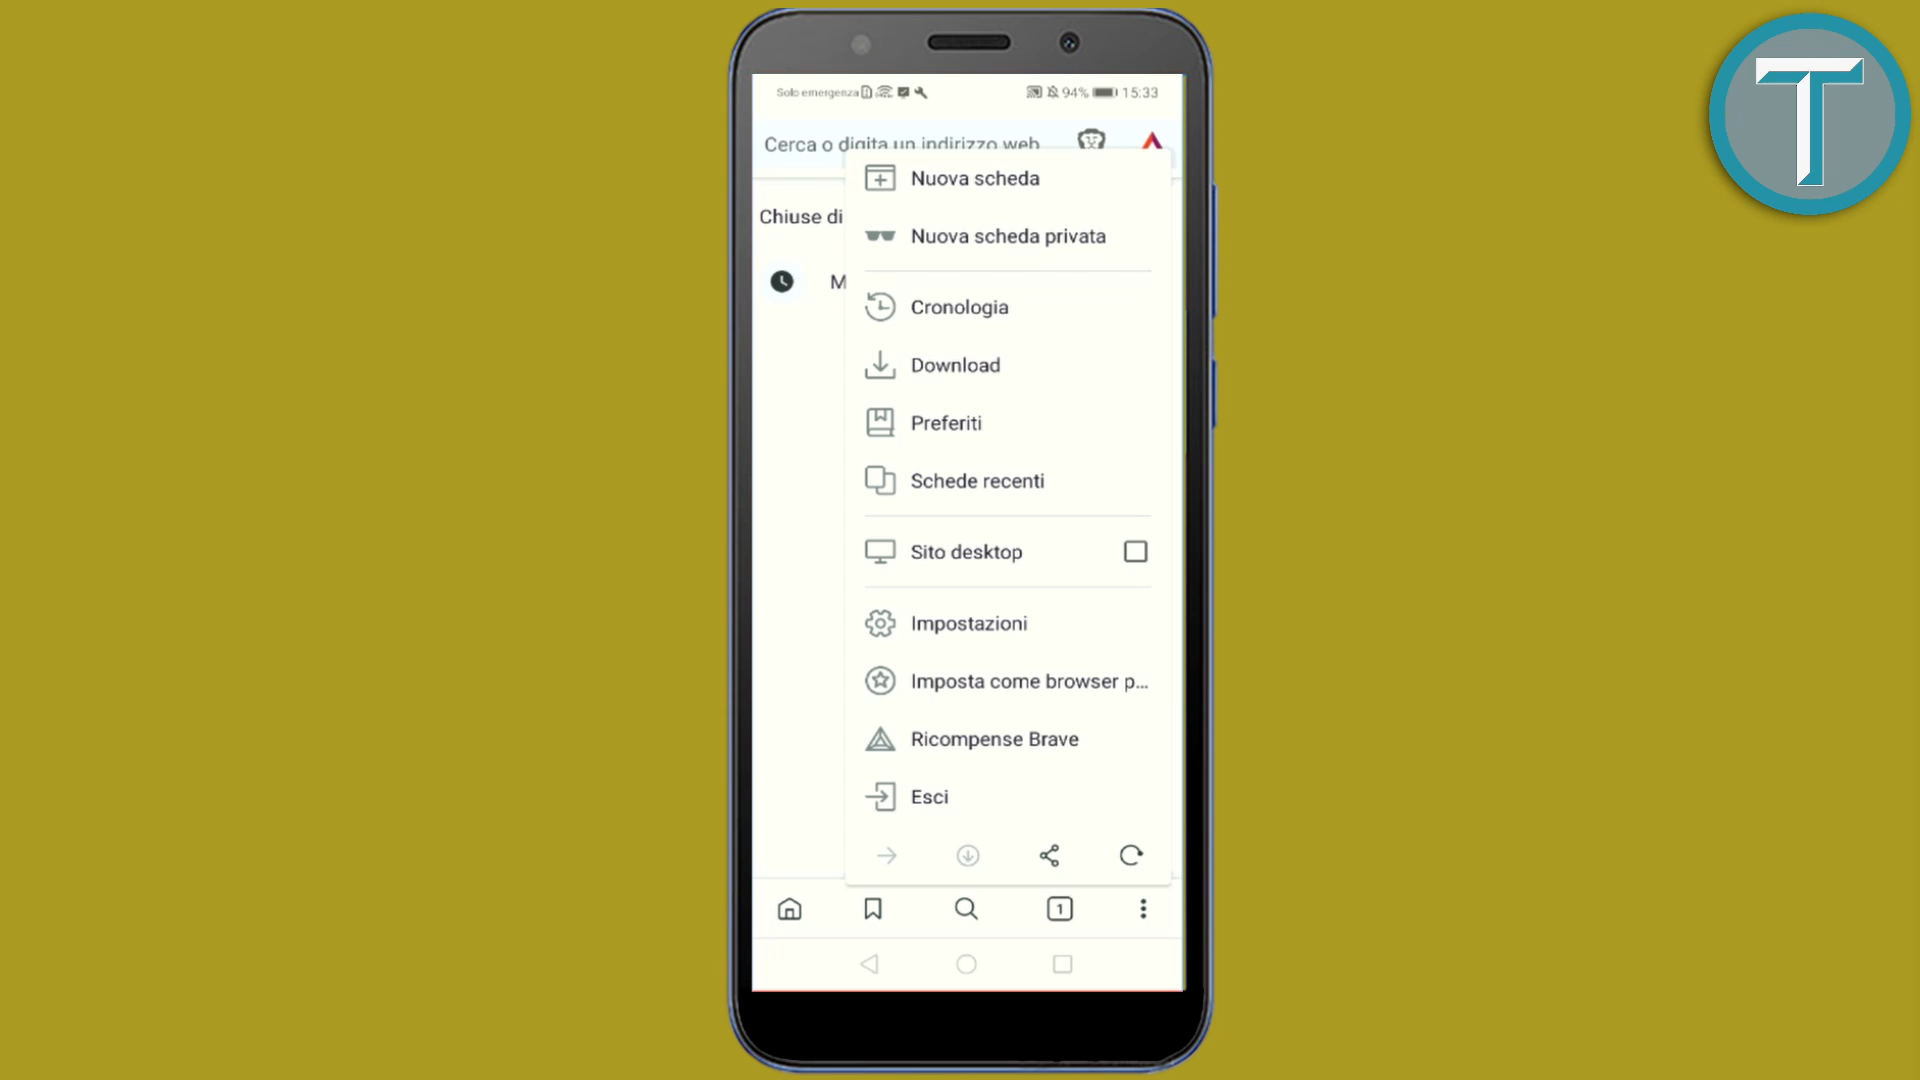 T
Solo emergenza 94% 15:33
Cerca o digita un indirizzo web
Nuova scheda
Chiuse di
Nuova scheda privata
M
Cronologia
Download
Preferiti
Schede recenti
Sito desktop
Impostazioni
Imposta come browser p...
Ricompense Brave
Esci
1